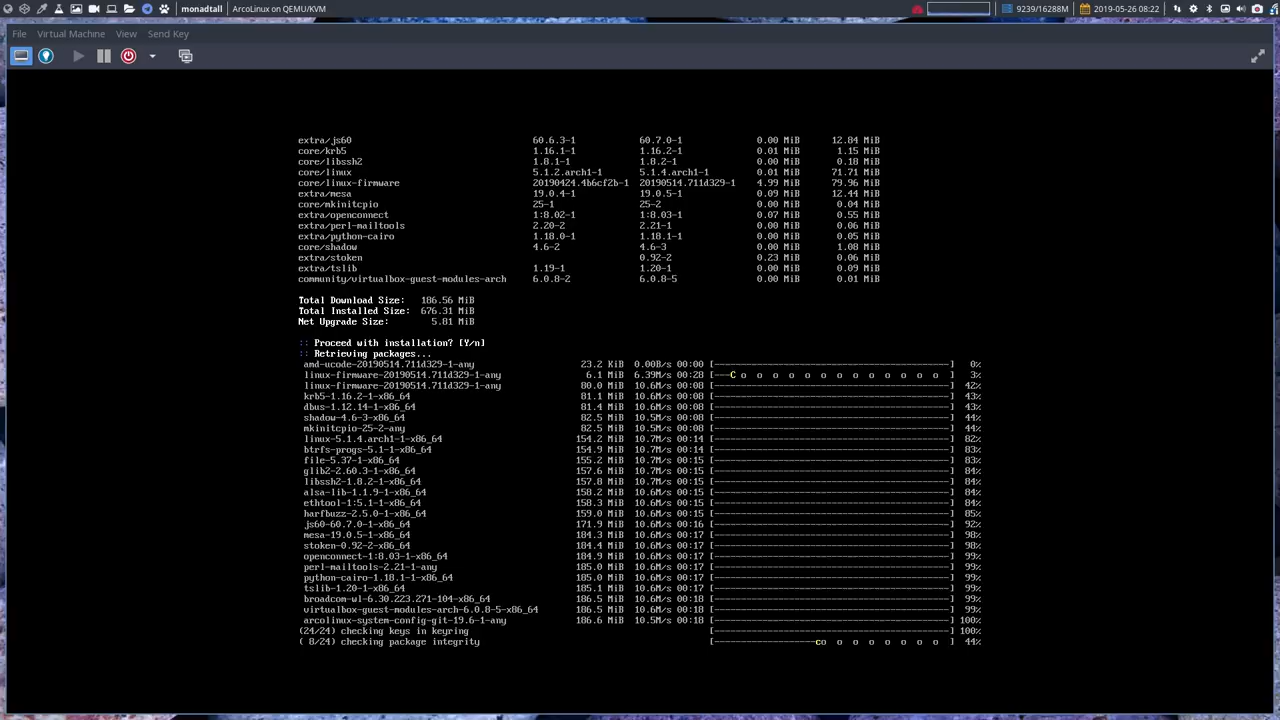 monadtall ArcoLinux on QEMU/KVM 9239/16288M 2019-05-26 08:22
File Virtual Machine View Send Key
extra/js60 60.6.3-1 60.7.0-1 0.00 MiB 12.84 MiB
core/krb5 1.16.1-1 1.16.2-1 0.01 MiB 1.15 MiB
core/libssh2 1.8.1-1 1.8.2-1 0.00 MiB 0.18 MiB
core/linux 5.1.2.arch1-1 5.1.4.arch1-1 0.01 MiB 71.71 MiB
core/linux-firmware 20190424.4b6cf2b-1 20190514.711d329-1 4.99 MiB 79.96 MiB
extra/mesa 19.0.4-1 19.0.5-1 0.09 MiB 12.44 MiB
core/mkinitcpio 25-1 25-2 0.00 MiB 0.04 MiB
extra/openconnect 1:8.02-1 1:8.03-1 0.07 MiB 0.55 MiB
extra/perl-mailtools 2.20-2 2.21-1 0.00 MiB 0.06 MiB
extra/python-cairo 1.18.0-1 1.18.1-1 0.00 MiB 0.05 MiB
core/shadow 4.6-2 4.6-3 0.00 MiB 1.08 MiB
extra/stoken 0.92-2 0.23 MiB 0.06 MiB
extra/tslib 1.19-1 1.20-1 0.00 MiB 0.09 MiB
community/virtualbox-guest-modules-arch 6.0.8-2 6.0.8-5 0.00 MiB 0.01 MiB
Total Download Size: 186.56 MiB
Total Installed Size: 676.31 MiB
Net Upgrade Size: 5.81 MiB
:: Proceed with installation? [Y/n]
:: Retrieving packages...
amd-ucode-20190514.711d329-1-any 23.2 KiB 0.00B/s 00:00 [----------------------------------------------] 0%
linux-firmware-20190514.711d329-1-any 6.1 MiB 6.39M/s 00:28 [---C o o o o o o o o o o o o o ] 3%
linux-firmware-20190514.711d329-1-any 80.0 MiB 10.6M/s 00:08 [----------------------------------------------] 42%
krb5-1.16.2-1-x86_64 81.1 MiB 10.6M/s 00:08 [----------------------------------------------] 43%
dbus-1.12.14-1-x86_64 81.4 MiB 10.6M/s 00:08 [----------------------------------------------] 43%
shadow-4.6-3-x86_64 82.5 MiB 10.5M/s 00:08 [----------------------------------------------] 44%
mkinitcpio-25-2-any 82.5 MiB 10.5M/s 00:08 [----------------------------------------------] 44%
linux-5.1.4.arch1-1-x86_64 154.2 MiB 10.7M/s 00:14 [----------------------------------------------] 82%
btrfs-progs-5.1-1-x86_64 154.9 MiB 10.7M/s 00:14 [----------------------------------------------] 83%
file-5.37-1-x86_64 155.2 MiB 10.7M/s 00:15 [----------------------------------------------] 83%
glib2-2.60.3-1-x86_64 157.6 MiB 10.7M/s 00:15 [----------------------------------------------] 84%
libssh2-1.8.2-1-x86_64 157.8 MiB 10.7M/s 00:15 [----------------------------------------------] 84%
alsa-lib-1.1.9-1-x86_64 158.2 MiB 10.6M/s 00:15 [----------------------------------------------] 84%
ethtool-1:5.1-1-x86_64 158.3 MiB 10.6M/s 00:15 [----------------------------------------------] 84%
harfbuzz-2.5.0-1-x86_64 159.0 MiB 10.6M/s 00:15 [----------------------------------------------] 85%
js60-60.7.0-1-x86_64 171.9 MiB 10.6M/s 00:16 [----------------------------------------------] 92%
mesa-19.0.5-1-x86_64 184.3 MiB 10.6M/s 00:17 [----------------------------------------------] 98%
stoken-0.92-2-x86_64 184.4 MiB 10.6M/s 00:17 [----------------------------------------------] 98%
openconnect-1:8.03-1-x86_64 184.9 MiB 10.6M/s 00:17 [----------------------------------------------] 99%
perl-mailtools-2.21-1-any 185.0 MiB 10.6M/s 00:17 [----------------------------------------------] 99%
python-cairo-1.18.1-1-x86_64 185.0 MiB 10.6M/s 00:17 [----------------------------------------------] 99%
tslib-1.20-1-x86_64 185.1 MiB 10.6M/s 00:17 [----------------------------------------------] 99%
broadcom-wl-6.30.223.271-104-x86_64 186.5 MiB 10.6M/s 00:18 [----------------------------------------------] 99%
virtualbox-guest-modules-arch-6.0.8-5-x86_64 186.5 MiB 10.6M/s 00:18 [----------------------------------------------] 99%
arcolinux-system-config-git-19.6-1-any 186.6 MiB 10.5M/s 00:18 [----------------------------------------------] 100%
(24/24) checking keys in keyring [----------------------------------------------] 100%
( 8/24) checking package integrity [--------------------co o o o o o o o ] 44%